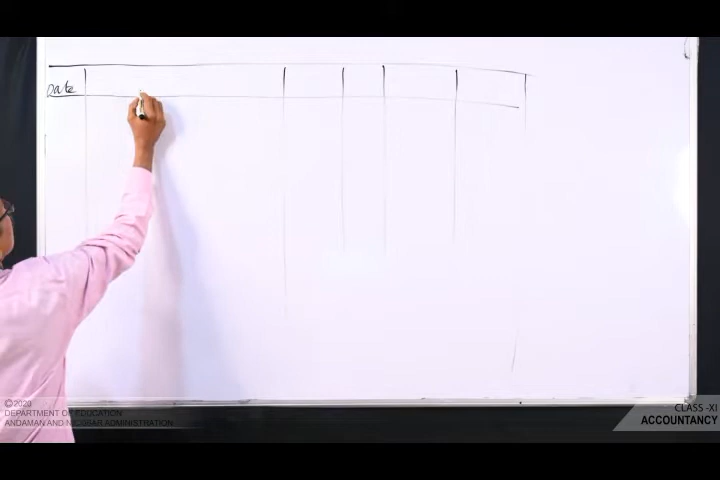 Date
©2020
DEPARTMENT OF EDUCATION
ANDAMAN AND NICOBAR ADMINISTRATION
CLASS -XI
ACCOUNTANCY